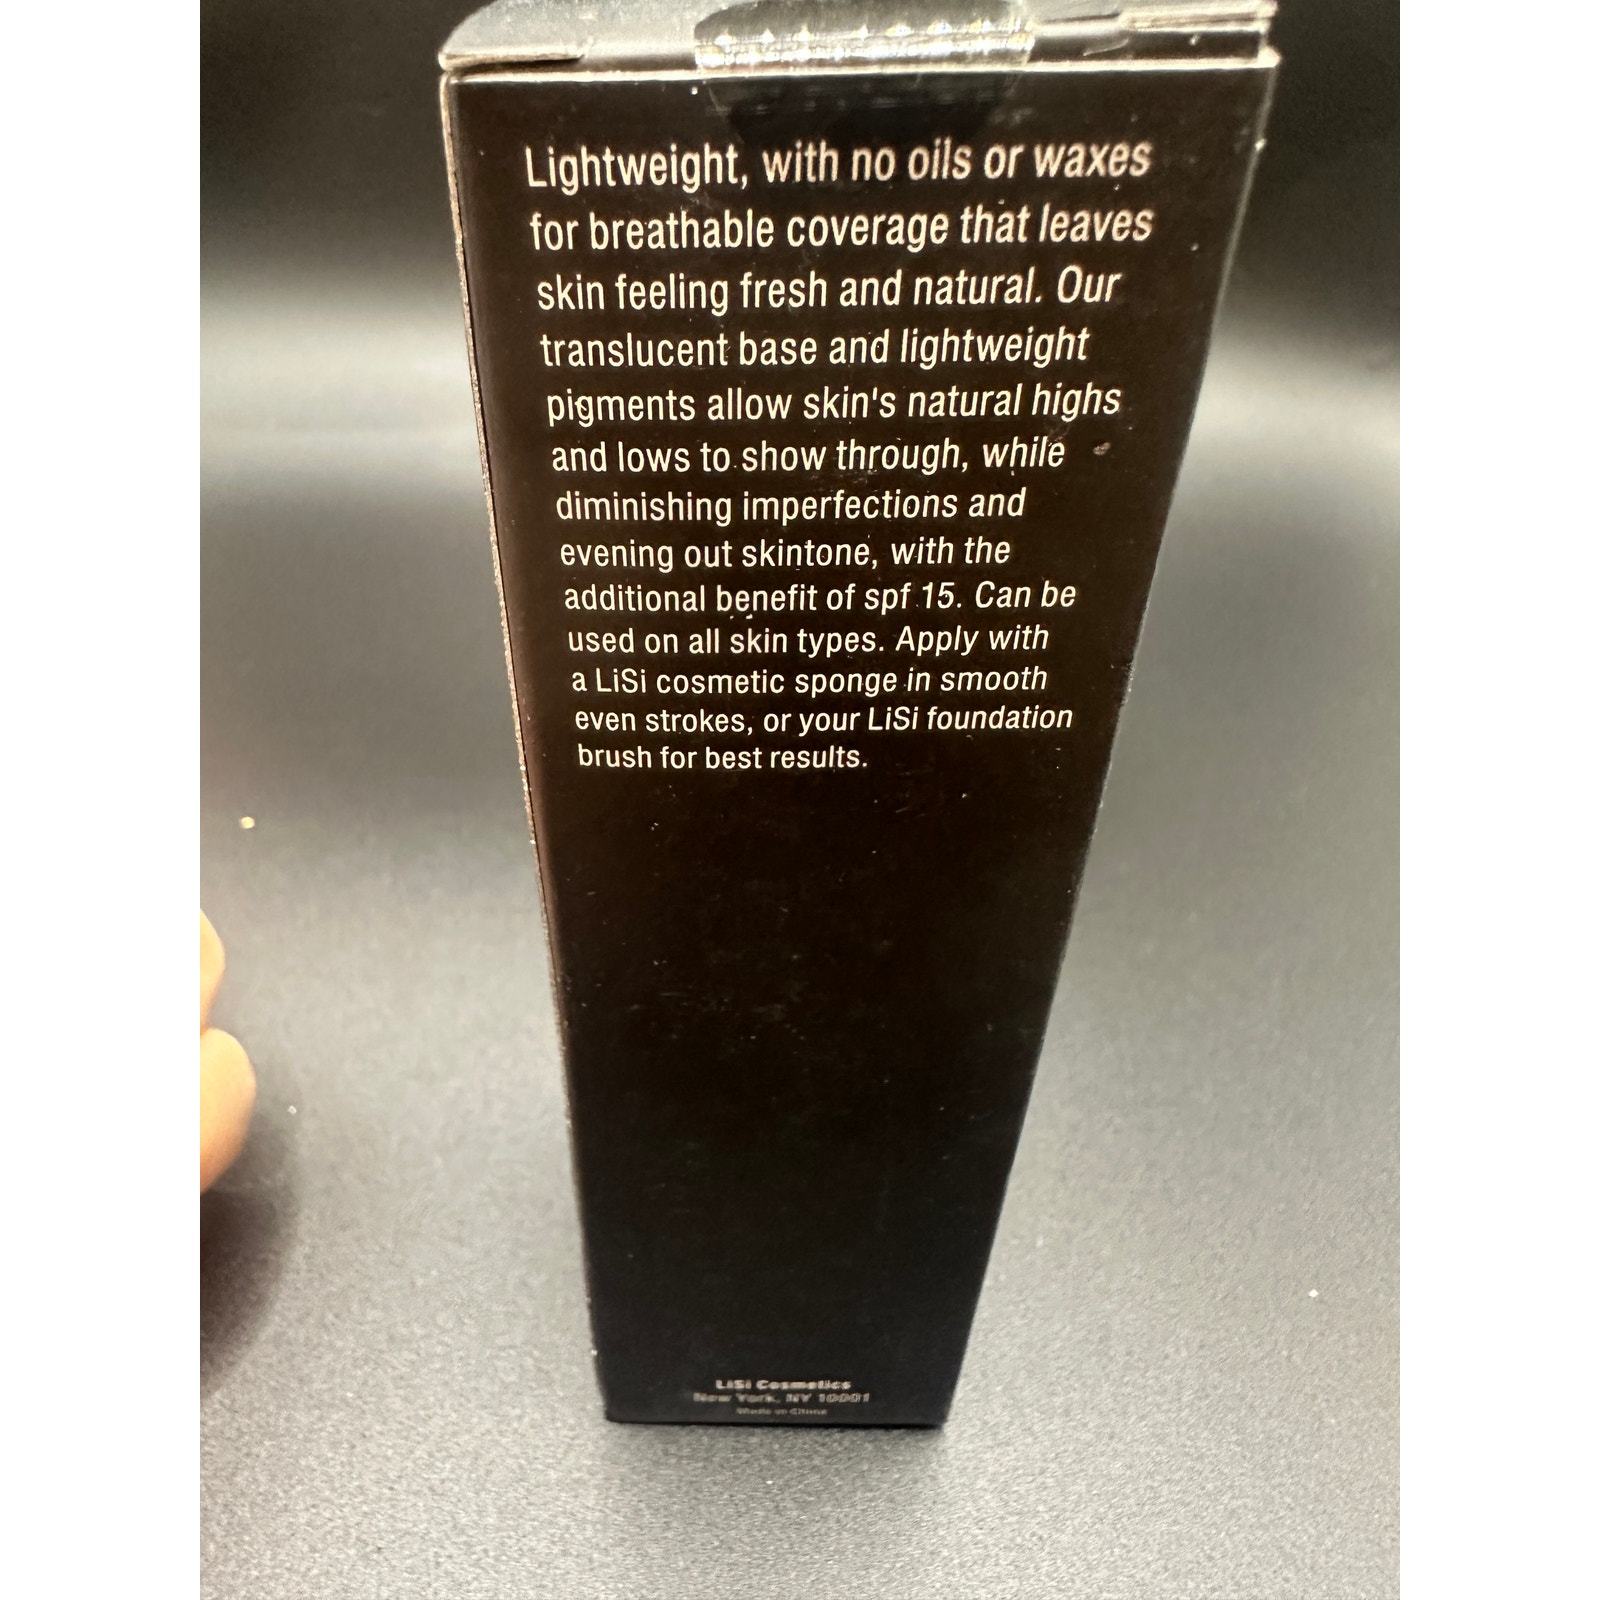 Lightweight, with no oils or waxes
for breathable coverage that leaves
skin feeling fresh and natural. Our
translucent base and lightweight
pigments allow skin's natural highs
and lows to show through, while
diminishing imperfections and
evening out skintone, with the
additional benefit of spf 15. Can be
used on all skin types. Apply with
a LiSi cosmetic sponge in smooth
even strokes, or your LiSi foundation
brush for best results.
LiSi Cosmetics
New York, NY 10001
Made in China